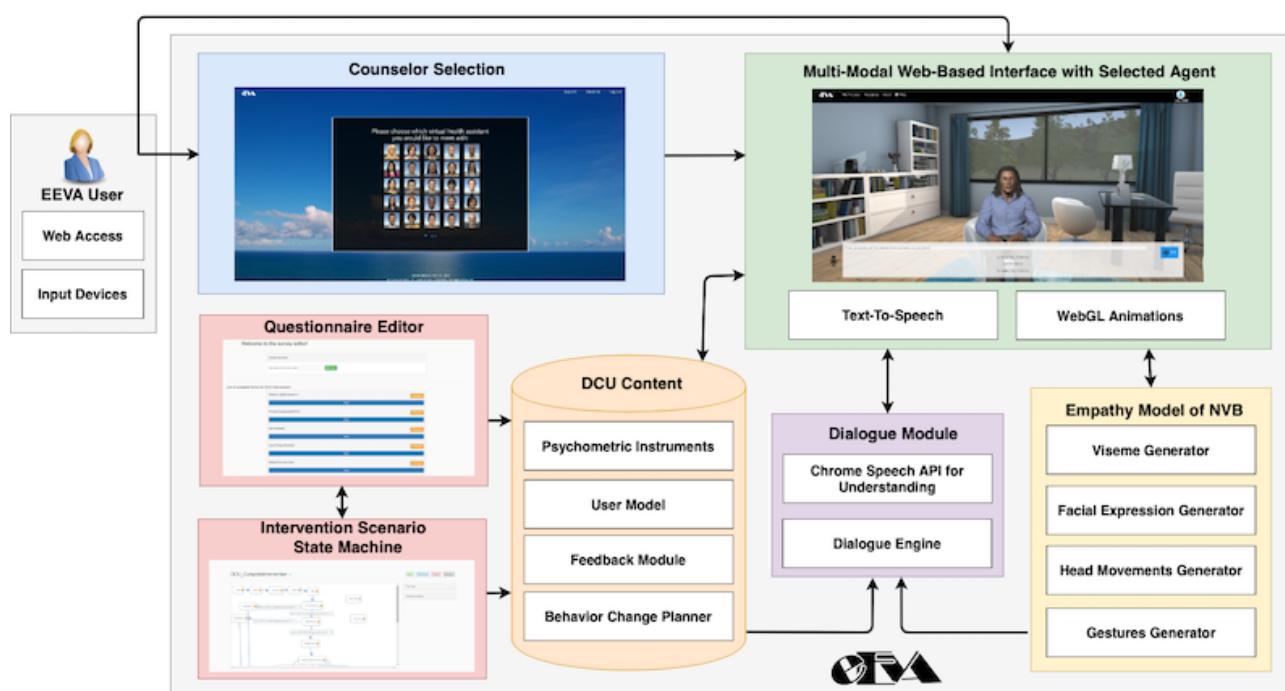 Counselor Selection
Please choose which virtual health assistant
you would like to meet with:
Multi-Modal Web-Based Interface with Selected Agent
EEVA User
Web Access
Input Devices
Text-To-Speech
WebGL Animations
Questionnaire Editor
Welcome to the survey editor!
Intervention Scenario
State Machine
DCU Content
Psychometric Instruments
User Model
Feedback Module
Behavior Change Planner
Dialogue Module
Chrome Speech API for
Understanding
Dialogue Engine
Empathy Model of NVB
Viseme Generator
Facial Expression Generator
Head Movements Generator
Gestures Generator
eEVA